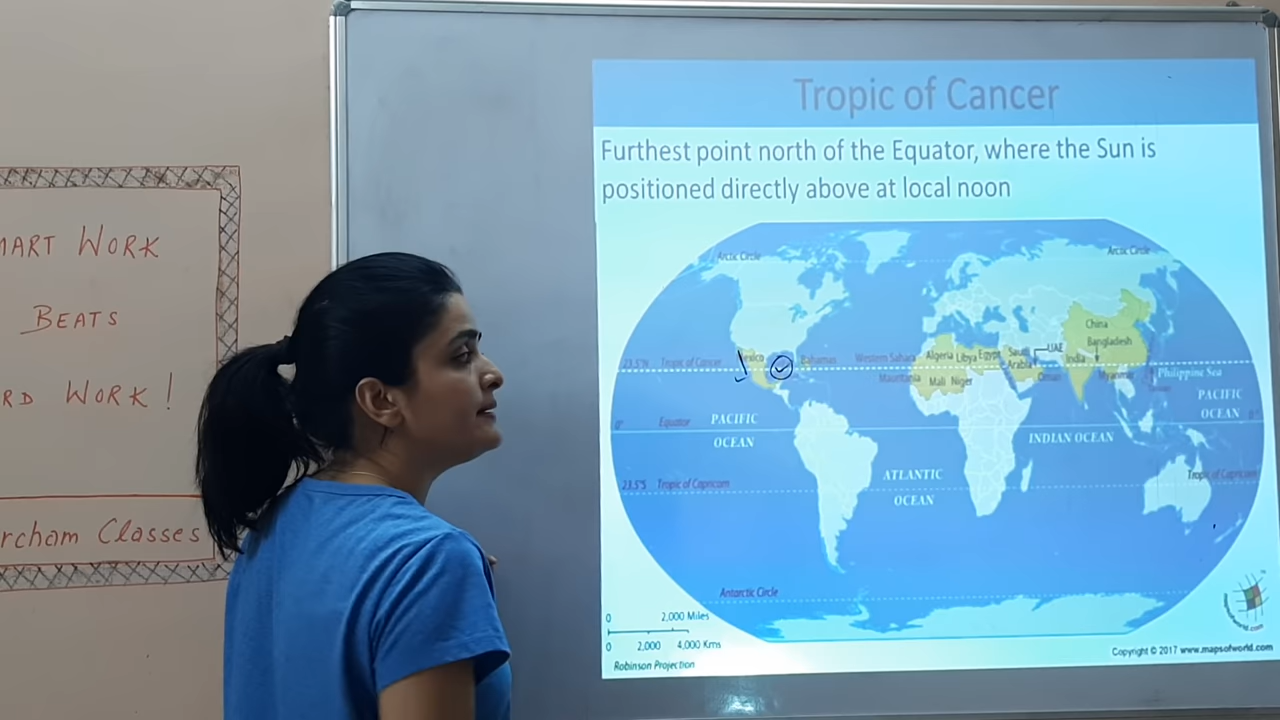 MART WORK
BEATS
RD WORK!
rcham Classes
Tropic of Cancer
Furthest point north of the Equator, where the Sun is
positioned directly above at local noon
Arctic Circle
Arctic Circle
China
Bangladesh
UAE
Mexico
Bahamas
Western Sahara
Algeria
Libya
Egypt
Saudi
Arabia
India
23.5°N Tropic of Cancer
Mauritania
Mali
Niger
Oman
Philippine Sea
PACIFIC
OCEAN
0° Equator
PACIFIC
OCEAN
INDIAN OCEAN
0°
23.5°S Tropic of Capricorn
ATLANTIC
OCEAN
Tropic of Capricorn
Antarctic Circle
0 2,000 Miles
0 2,000 4,000 Kms
Robinson Projection
Copyright © 2017 www.mapsofworld.com